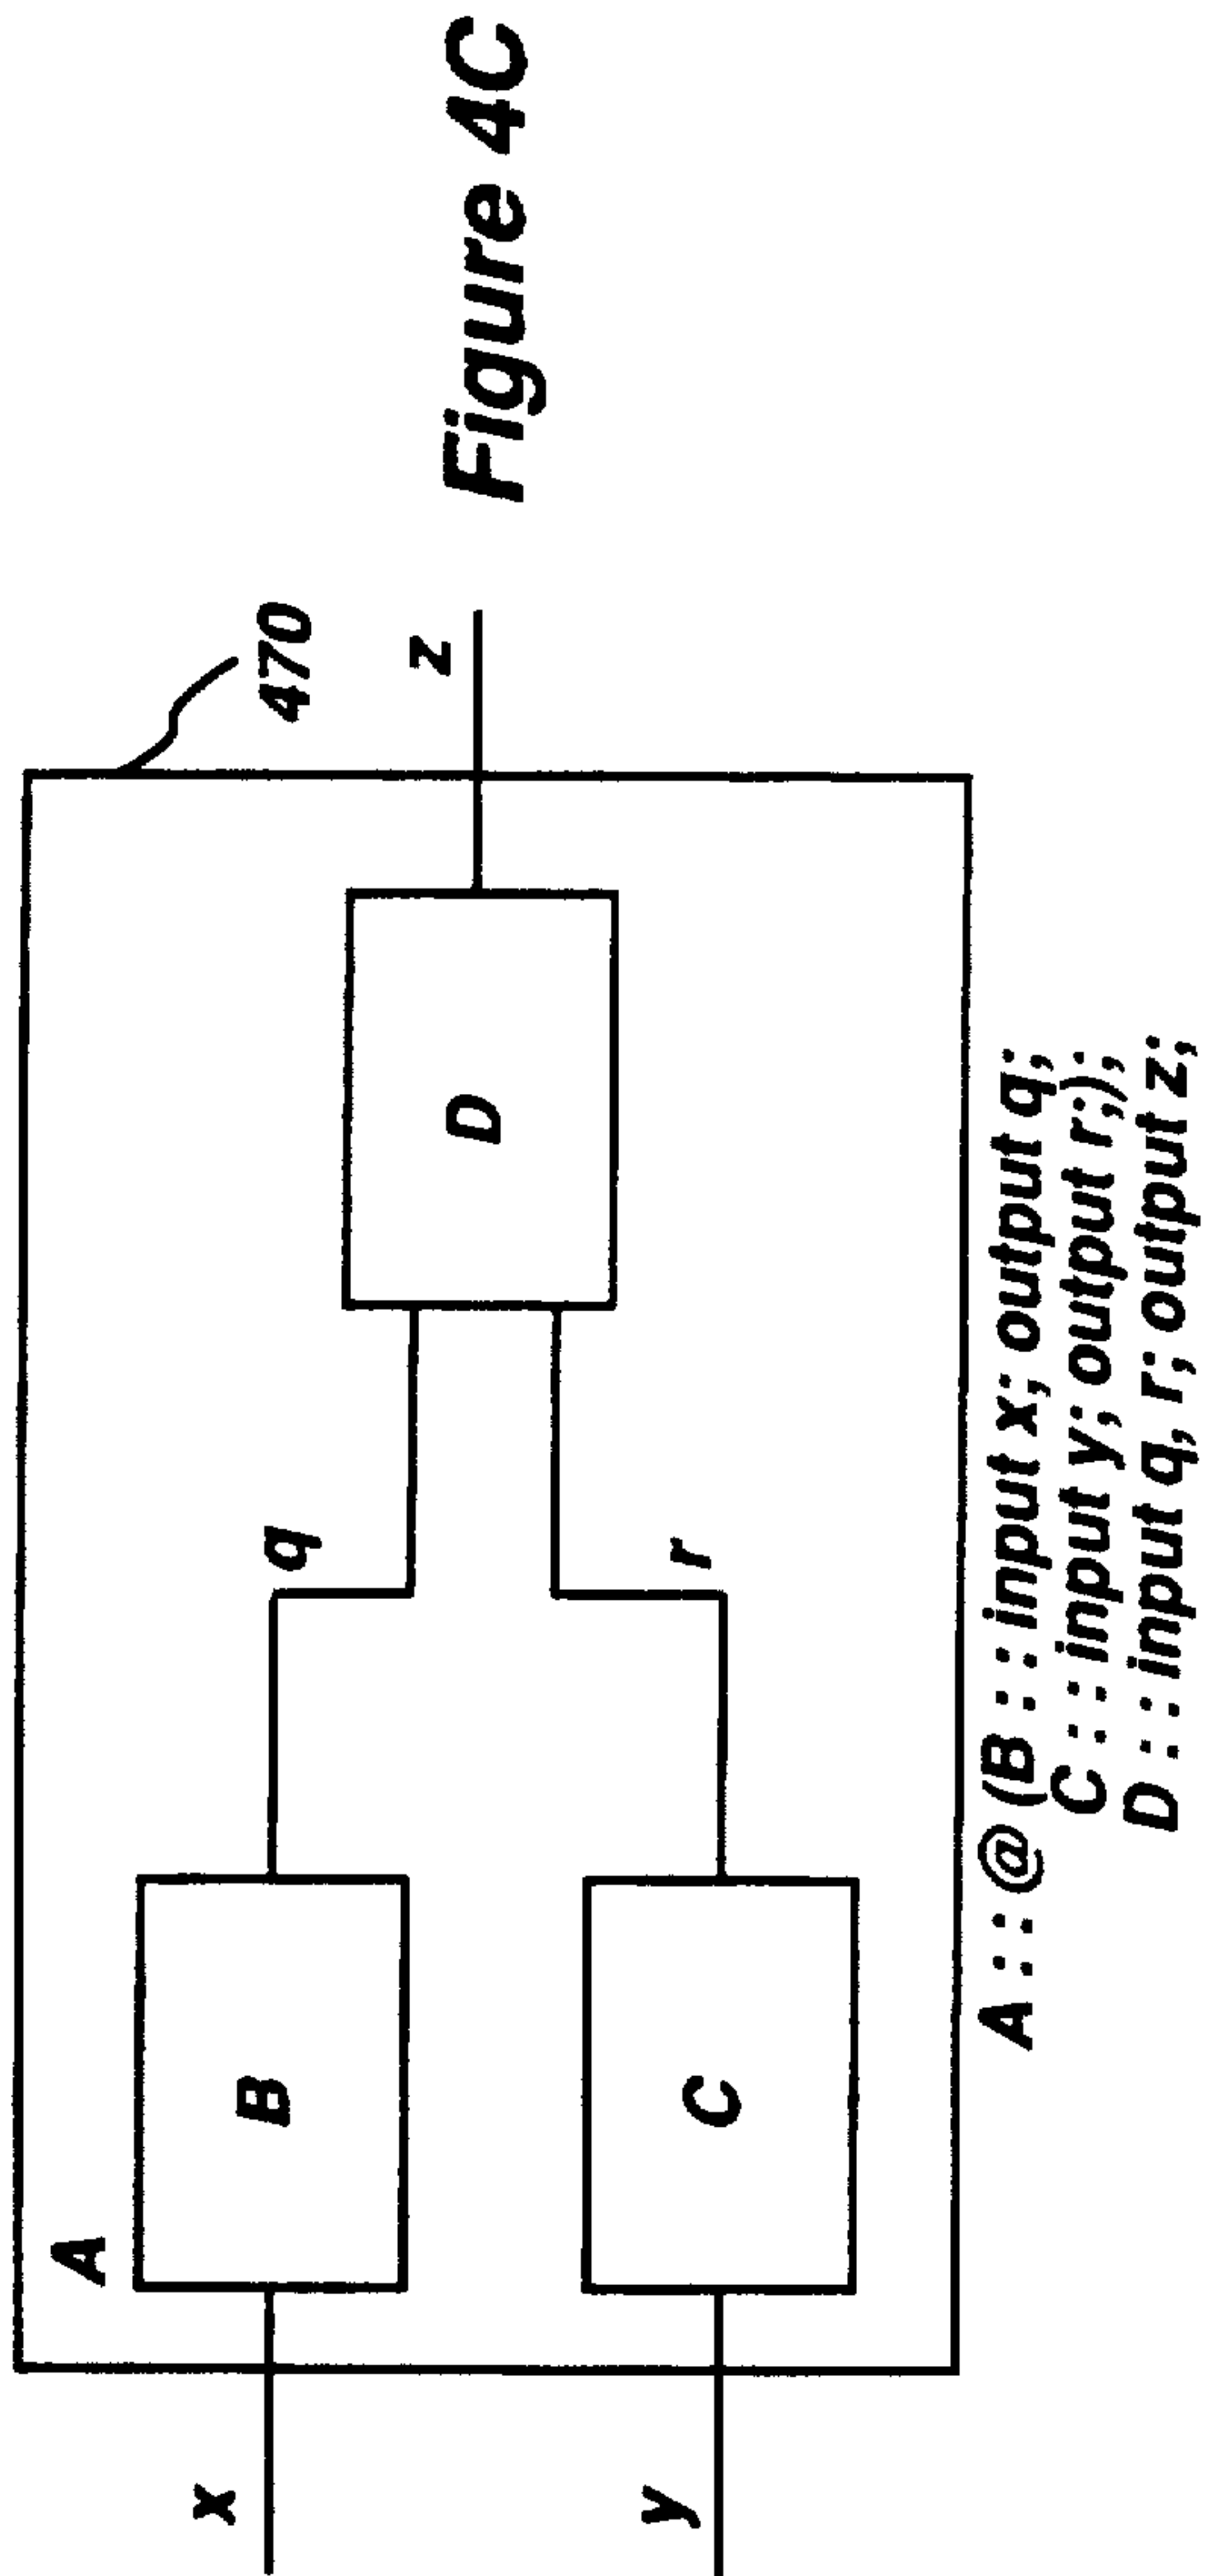 A
x
B
q
y
C
r
D
z
470
A : : @ (B : : input x; output q;
C : : input y; output r;);
D : : input q, r; output z;
Figure 4C